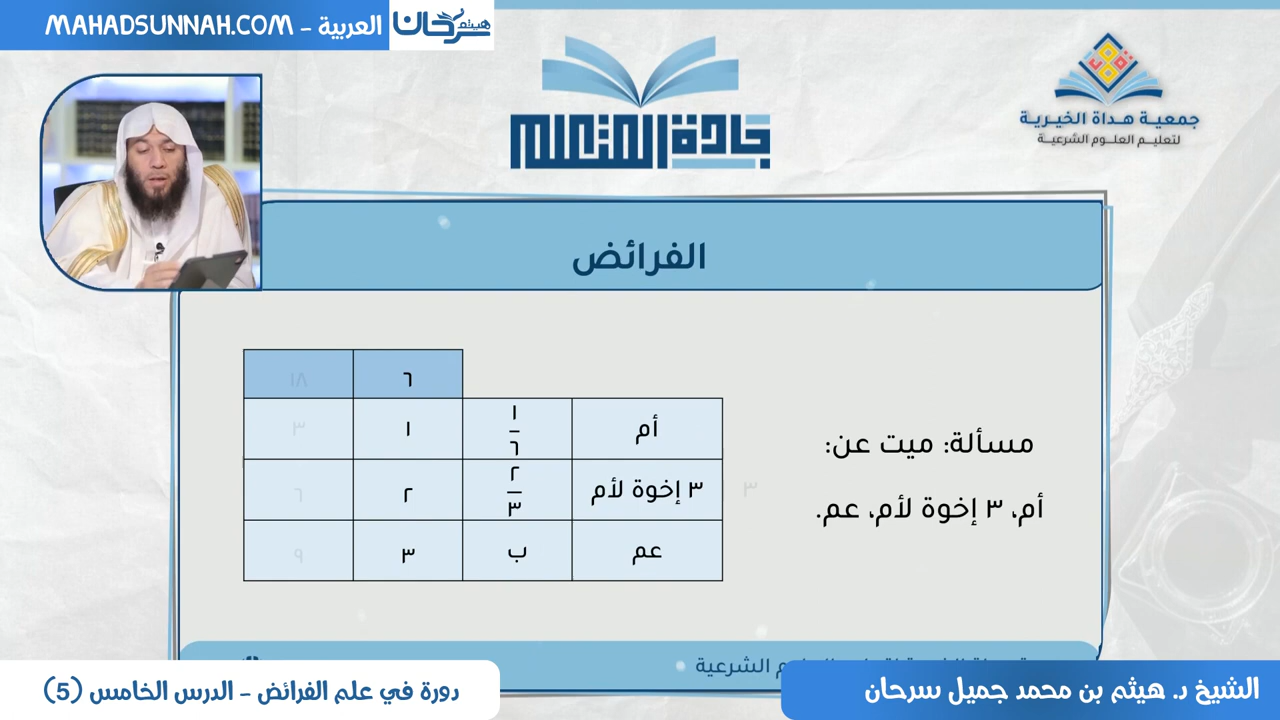 MAHADSUNNAH.COM - العربية
هيثم سرحان
جادة المتعلم
جمعية هداة الخيرية
لتعليم العلوم الشرعية
الفرائض
مسألة: ميت عن:
أم، ٣ إخوة لأم، عم.
٦ ١٨
أم ١/٦ ١ ٣
٣ ٣ إخوة لأم ٢/٣ ٢ ٦
عم ب ٣ ٩
الشرعية
الشيخ د. هيثم بن محمد جميل سرحان
دورة في علم الفرائض - الدرس الخامس (5)